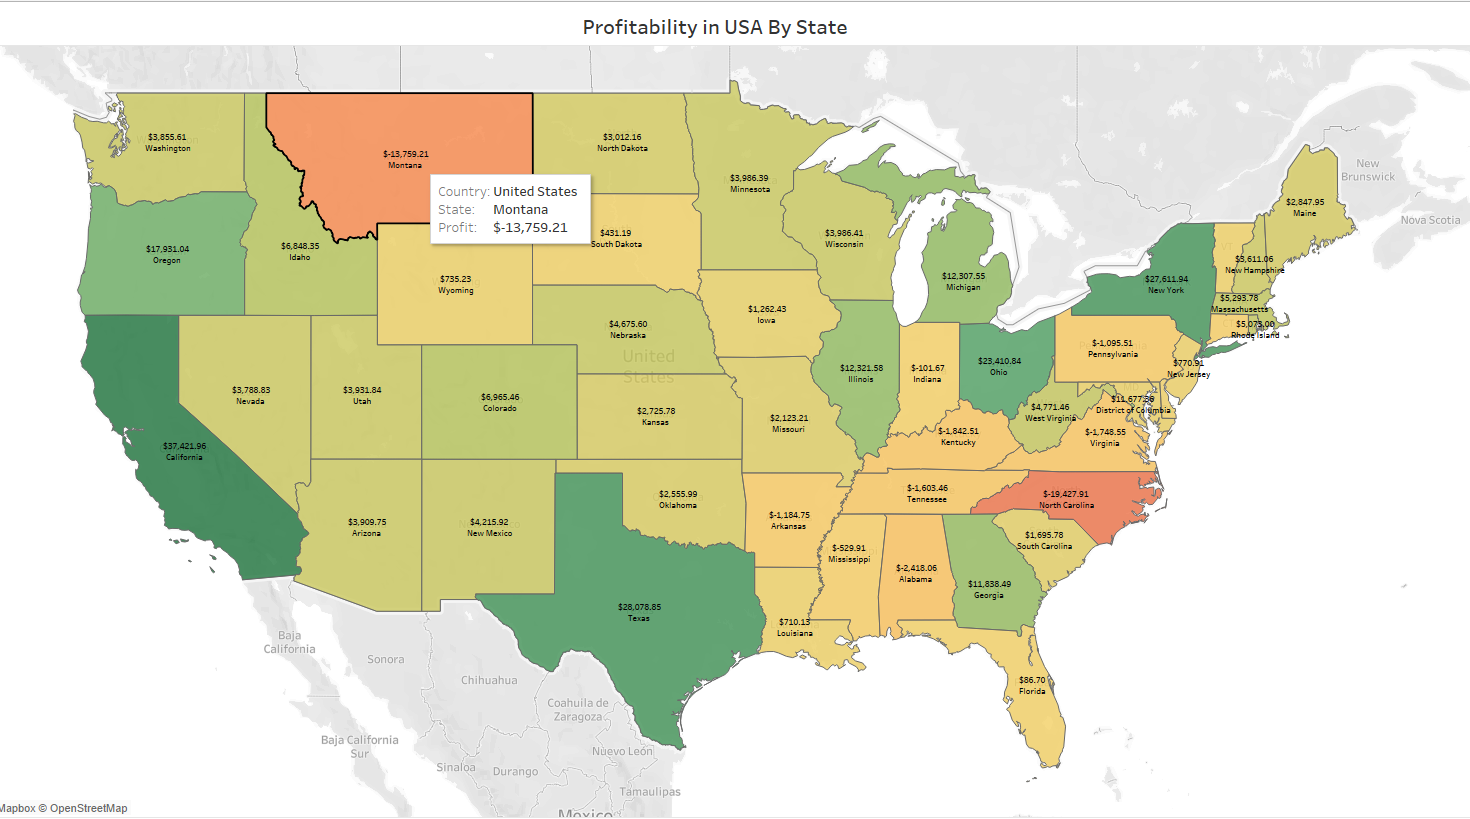 Profitability in USA By State
$3,855.61
Washington
$-13,759.21
Montana
$3,012.16
North Dakota
$3,986.39
Minnesota
$2,847.95
Maine
New
Brunswick
Nova Scotia
Country: United States
State: Montana
Profit: $-13,759.21
$17,931.04
Oregon
$6,848.35
Idaho
$735.23
Wyoming
$431.19
South Dakota
$3,986.41
Wisconsin
$12,307.55
Michigan
$27,611.94
New York
$3,611.06
New Hampshire
$5,293.78
Massachusetts
$5,073.00
Rhode Island
$4,675.60
Nebraska
United
States
$1,262.43
Iowa
$12,321.58
Illinois
$-101.67
Indiana
$23,410.84
Ohio
$-1,095.51
Pennsylvania
$770.91
New Jersey
$3,788.83
Nevada
$3,931.84
Utah
$6,965.46
Colorado
$2,725.78
Kansas
$2,123.21
Missouri
$-1,842.51
Kentucky
$4,771.46
West Virginia
District of Columbia
$-1,748.55
Virginia
$37,421.96
California
$3,909.75
Arizona
$4,215.92
New Mexico
$2,555.99
Oklahoma
$-1,184.75
Arkansas
$-1,603.46
Tennessee
$-19,427.91
North Carolina
$1,695.78
South Carolina
$-529.91
Mississippi
$-2,418.06
Alabama
$11,838.49
Georgia
$28,078.85
Texas
$710.13
Louisiana
$86.70
Florida
Baja
California
Sonora
Chihuahua
Coahuila de
Zaragoza
Baja California
Sur
Sinaloa
Durango
Nuevo León
Tamaulipas
Mexico
Mapbox © OpenStreetMap